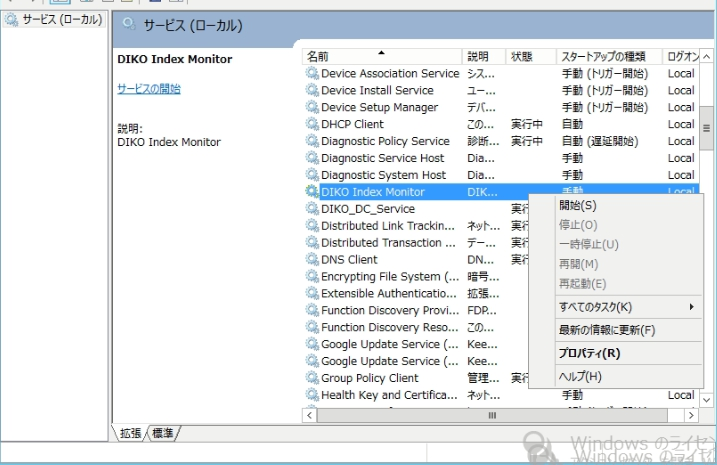 サービス (ローカル)
サービス (ローカル)
DIKO Index Monitor
サービスの開始
説明:
DIKO Index Monitor
名前 説明 状態 スタートアップの種類 ログオン
Device Association Service シス... 手動 (トリガー開始) Local
Device Install Service ユー... 手動 (トリガー開始) Local
Device Setup Manager デバ... 手動 (トリガー開始) Local
DHCP Client この... 実行中 自動 Local
Diagnostic Policy Service 診断... 実行中 自動 (遅延開始) Local
Diagnostic Service Host Dia... 手動 Local
Diagnostic System Host Dia... 手動 Local
DIKO Index Monitor DIK... 手動 Local
DIKO_DC_Service 実行
Distributed Link Trackin... ネット... 実行
Distributed Transaction ... デー... 実行
DNS Client DN... 実行
Encrypting File System (... 暗号...
Extensible Authenticatio... 拡張...
Function Discovery Provi... FDP...
Function Discovery Reso... この...
Google Update Service (... Kee...
Google Update Service (... Kee...
Group Policy Client 管理... 実行
Health Key and Certifica... ネット... 手動 Local
開始(S)
停止(O)
一時停止(U)
再開(M)
再起動(E)
すべてのタスク(K)
最新の情報に更新(F)
プロパティ(R)
ヘルプ(H)
拡張 標準
Windows のライセン
Windows のライセ